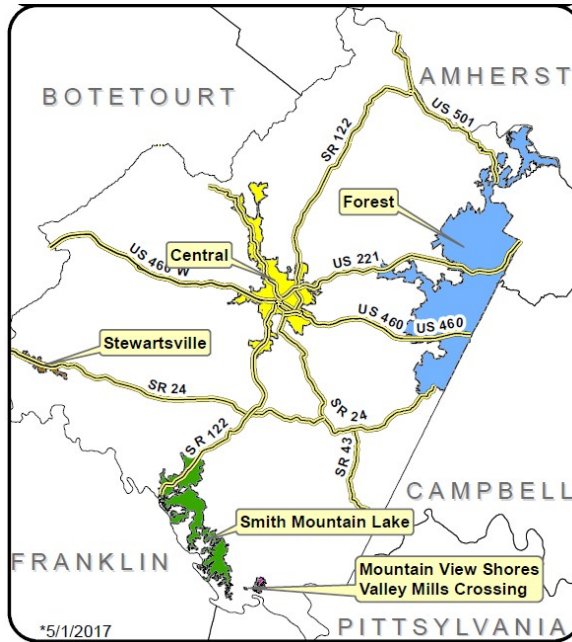 AMHERST
BOTETOURT
US 501
SR 122
Forest
Central
US 221
US 460 W
US 460
US 460
Stewartsville
SR 24
SR 24
SR 122
SR 43
CAMPBELL
Smith Mountain Lake
FRANKLIN
Mountain View Shores
Valley Mills Crossing
*5/1/2017
PITTSYLVANIA